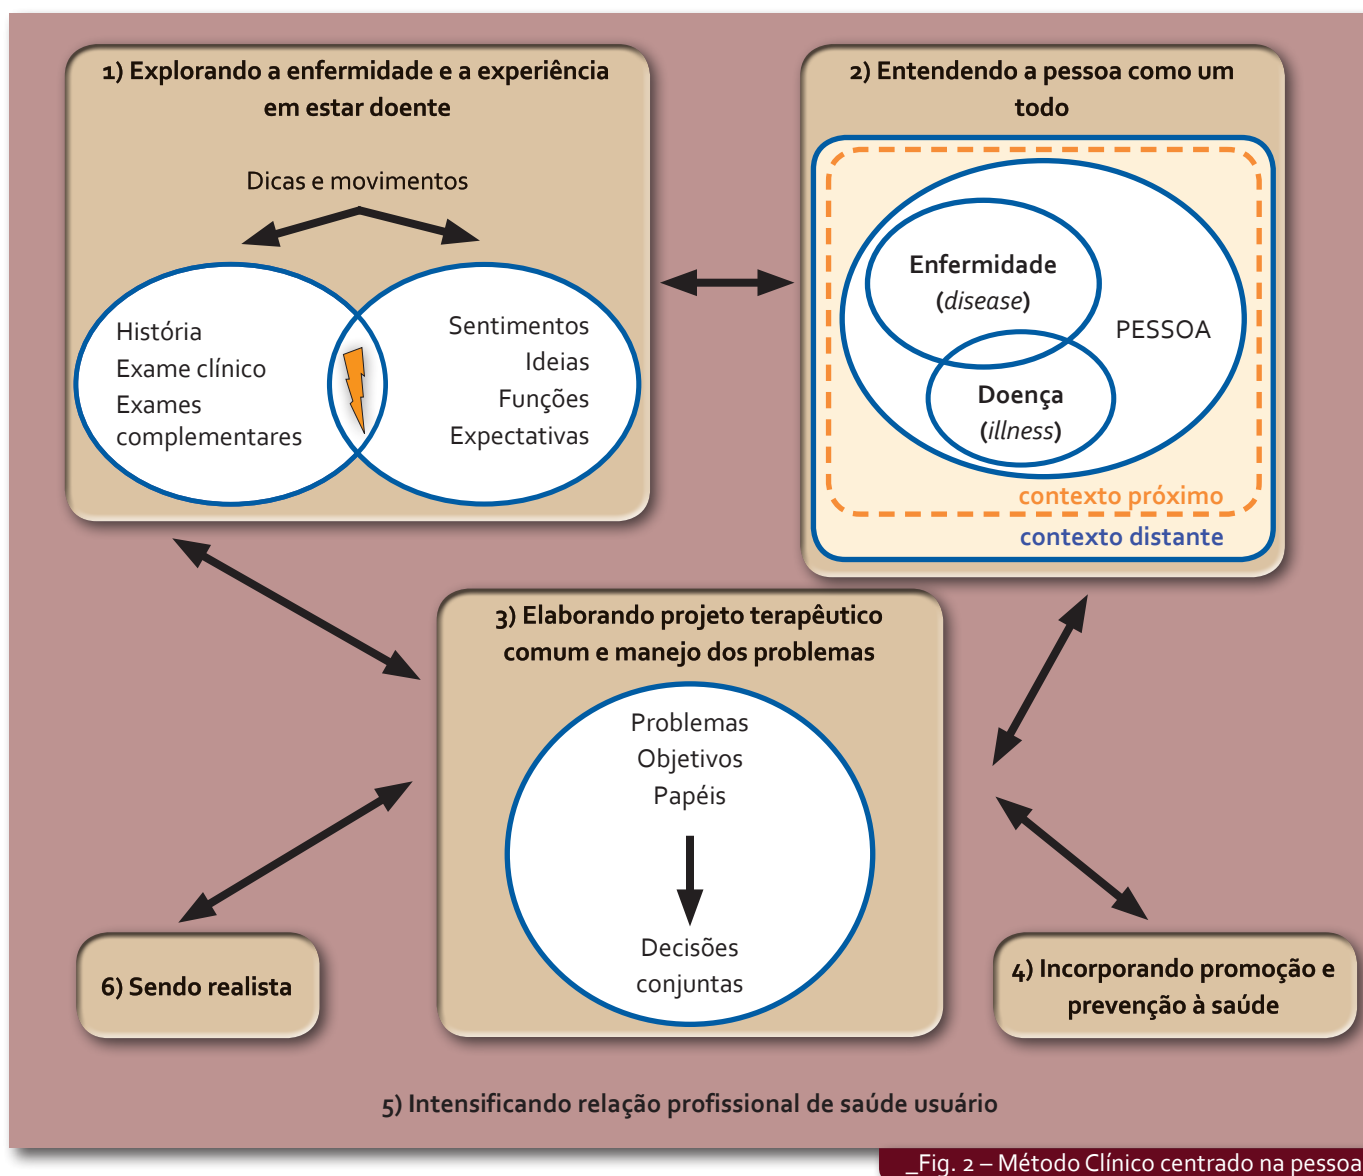 1) Explorando a enfermidade e a experiência
em estar doente
Dicas e movimentos
História
Exame clínico
Exames
complementares
Sentimentos
Ideias
Funções
Expectativas
2) Entendendo a pessoa como um
todo
Enfermidade
(disease)
PESSOA
Doença
(illness)
contexto próximo
contexto distante
3) Elaborando projeto terapêutico
comum e manejo dos problemas
Problemas
Objetivos
Papéis
Decisões
conjuntas
6) Sendo realista
4) Incorporando promoção e
prevenção à saúde
5) Intensificando relação profissional de saúde usuário
_Fig. 2 – Método Clínico centrado na pessoa